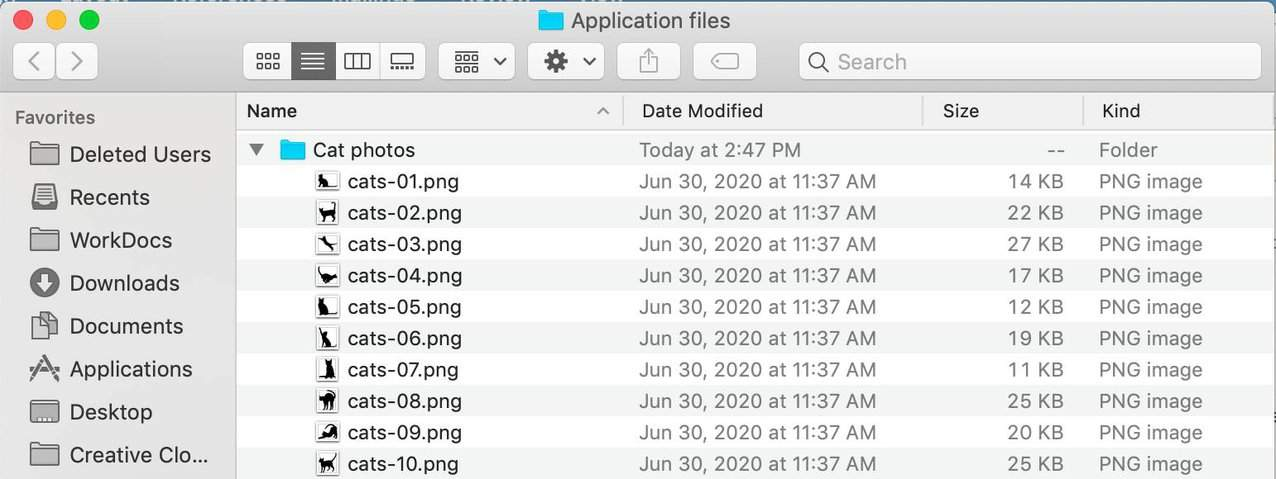 Application files
Search
Favorites
Deleted Users
Recents
WorkDocs
Downloads
Documents
Applications
Desktop
Creative Clo...
Name Date Modified Size Kind
Cat photos Today at 2:47 PM -- Folder
cats-01.png Jun 30, 2020 at 11:37 AM 14 KB PNG image
cats-02.png Jun 30, 2020 at 11:37 AM 22 KB PNG image
cats-03.png Jun 30, 2020 at 11:37 AM 27 KB PNG image
cats-04.png Jun 30, 2020 at 11:37 AM 17 KB PNG image
cats-05.png Jun 30, 2020 at 11:37 AM 12 KB PNG image
cats-06.png Jun 30, 2020 at 11:37 AM 19 KB PNG image
cats-07.png Jun 30, 2020 at 11:37 AM 11 KB PNG image
cats-08.png Jun 30, 2020 at 11:37 AM 25 KB PNG image
cats-09.png Jun 30, 2020 at 11:37 AM 20 KB PNG image
cats-10.png Jun 30, 2020 at 11:37 AM 25 KB PNG image